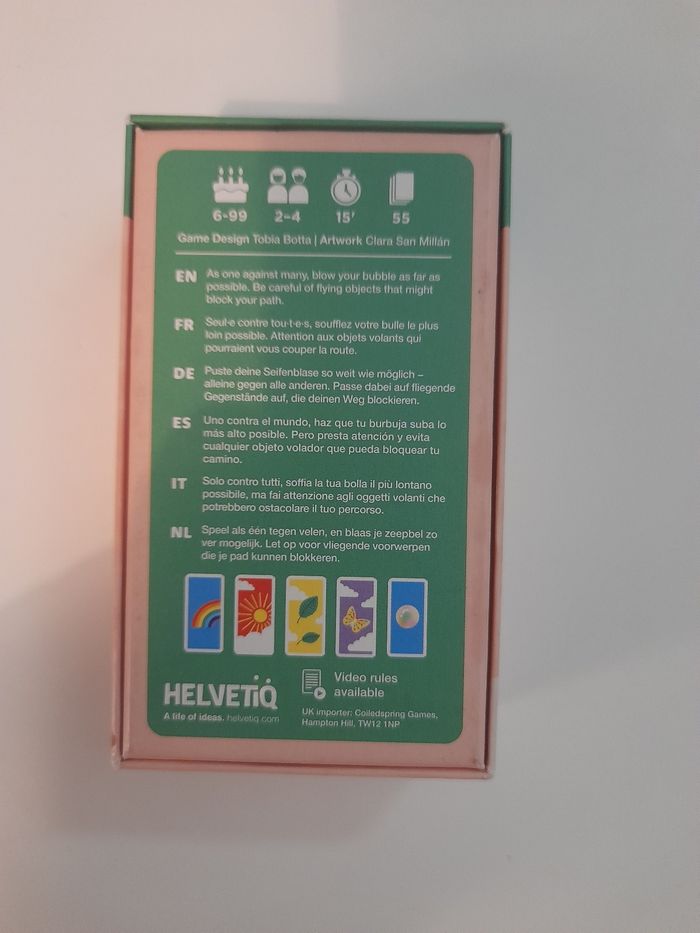 6-99 2-4 15' 55
Game Design Tobia Botta | Artwork Clara San Millán
EN As one against many, blow your bubble as far as
possible. Be careful of flying objects that might
block your path.
FR Seul·e contre tou·t·e·s, soufflez votre bulle le plus
loin possible. Attention aux objets volants qui
pourraient vous couper la route.
DE Puste deine Seifenblase so weit wie möglich –
alleine gegen alle anderen. Passe dabei auf fliegende
Gegenstände auf, die deinen Weg blockieren.
ES Uno contra el mundo, haz que tu burbuja suba lo
más alto posible. Pero presta atención y evita
cualquier objeto volador que pueda bloquear tu
camino.
IT Solo contro tutti, soffia la tua bolla il più lontano
possibile, ma fai attenzione agli oggetti volanti che
potrebbero ostacolare il tuo percorso.
NL Speel als één tegen velen, en blaas je zeepbel zo
ver mogelijk. Let op voor vliegende voorwerpen
die je pad kunnen blokkeren.
HELVETIQ
A life of ideas. helvetiq.com
Video rules
available
UK importer: Coiledspring Games,
Hampton Hill, TW12 1NP